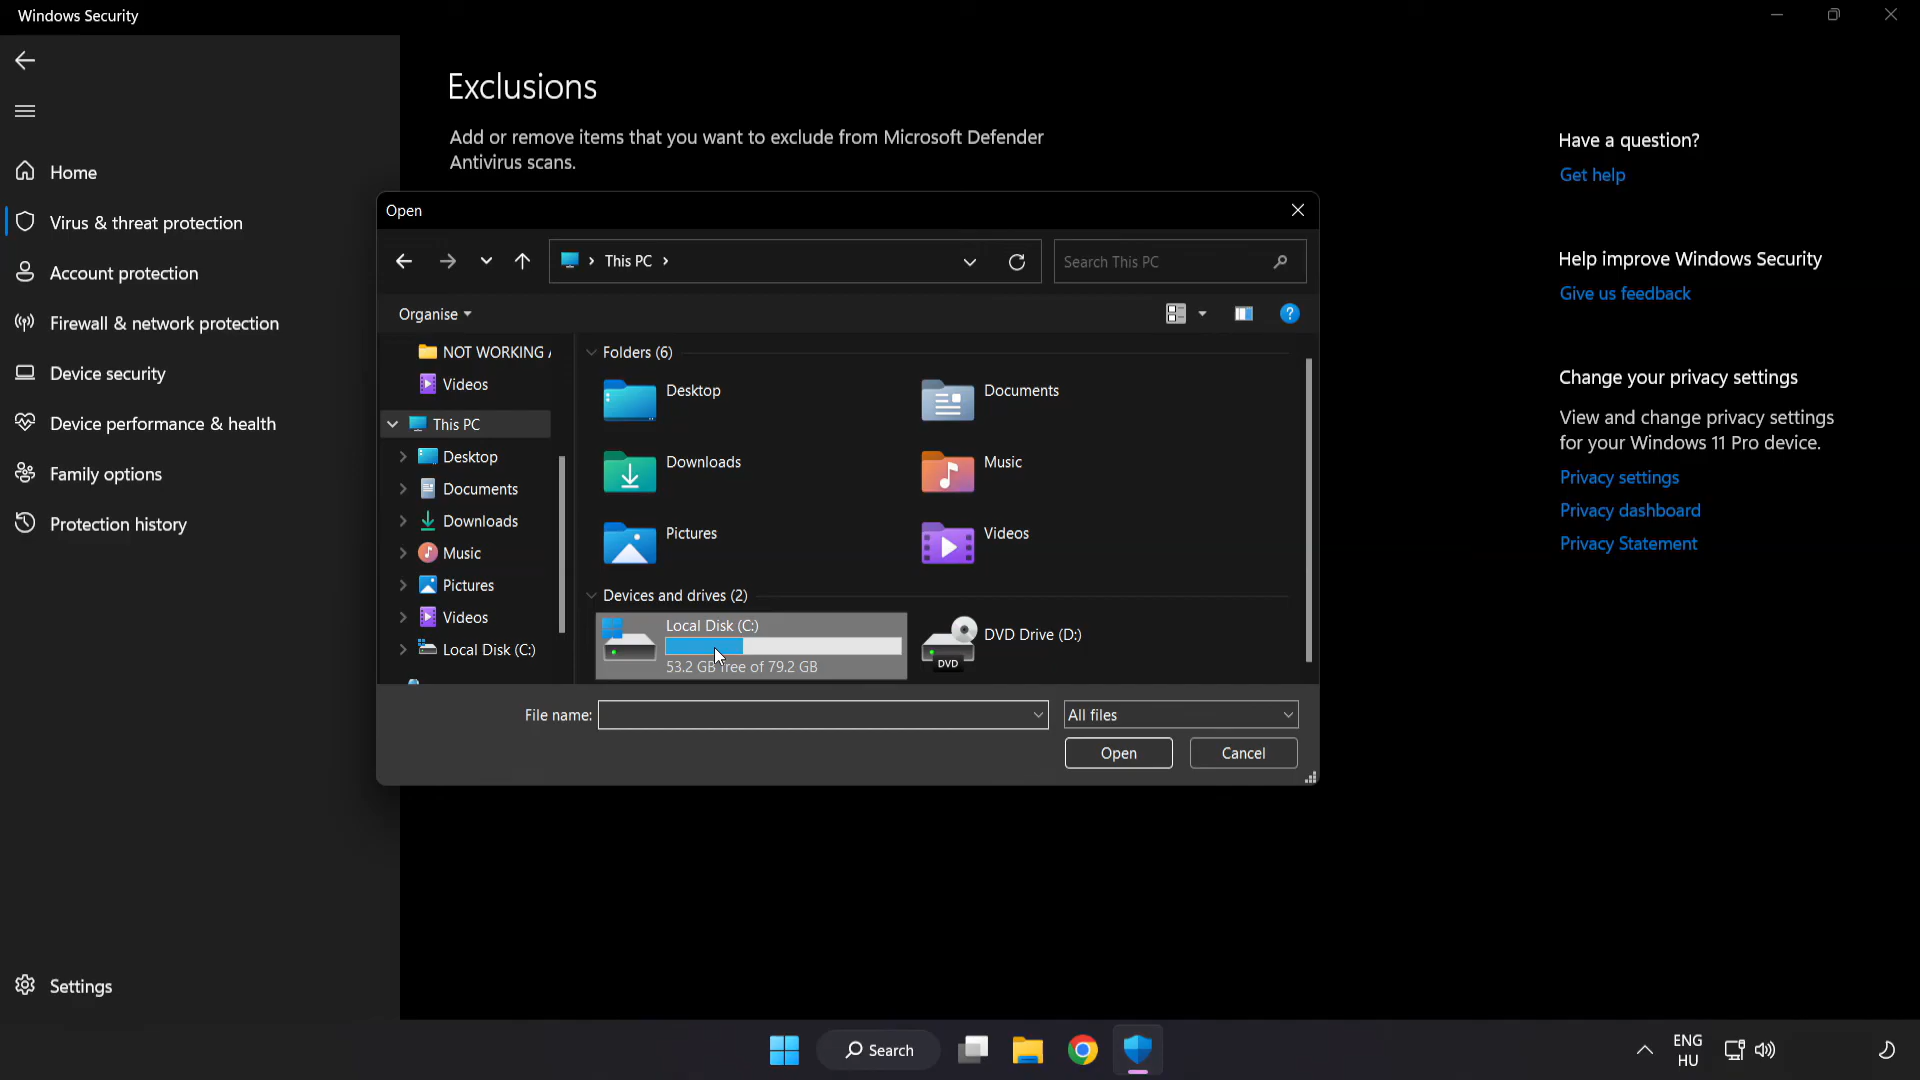 Windows Security
Home
Virus & threat protection
Account protection
Firewall & network protection
Device security
Device performance & health
Family options
Protection history
Settings
Exclusions
Add or remove items that you want to exclude from Microsoft Defender
Antivirus scans.
Open
This PC
Search This PC
Organise
?
NOT WORKING
Videos
This PC
Desktop
Documents
Downloads
Music
Pictures
Videos
Local Disk (C:)
Folders (6)
Desktop
Documents
Downloads
Music
Pictures
Videos
Devices and drives (2)
Local Disk (C:)
53.2 GB free of 79.2 GB
DVD Drive (D:)
DVD
File name:
All files
Open
Cancel
Have a question?
Get help
Help improve Windows Security
Give us feedback
Change your privacy settings
View and change privacy settings
for your Windows 11 Pro device.
Privacy settings
Privacy dashboard
Privacy Statement
Search
ENG
HU